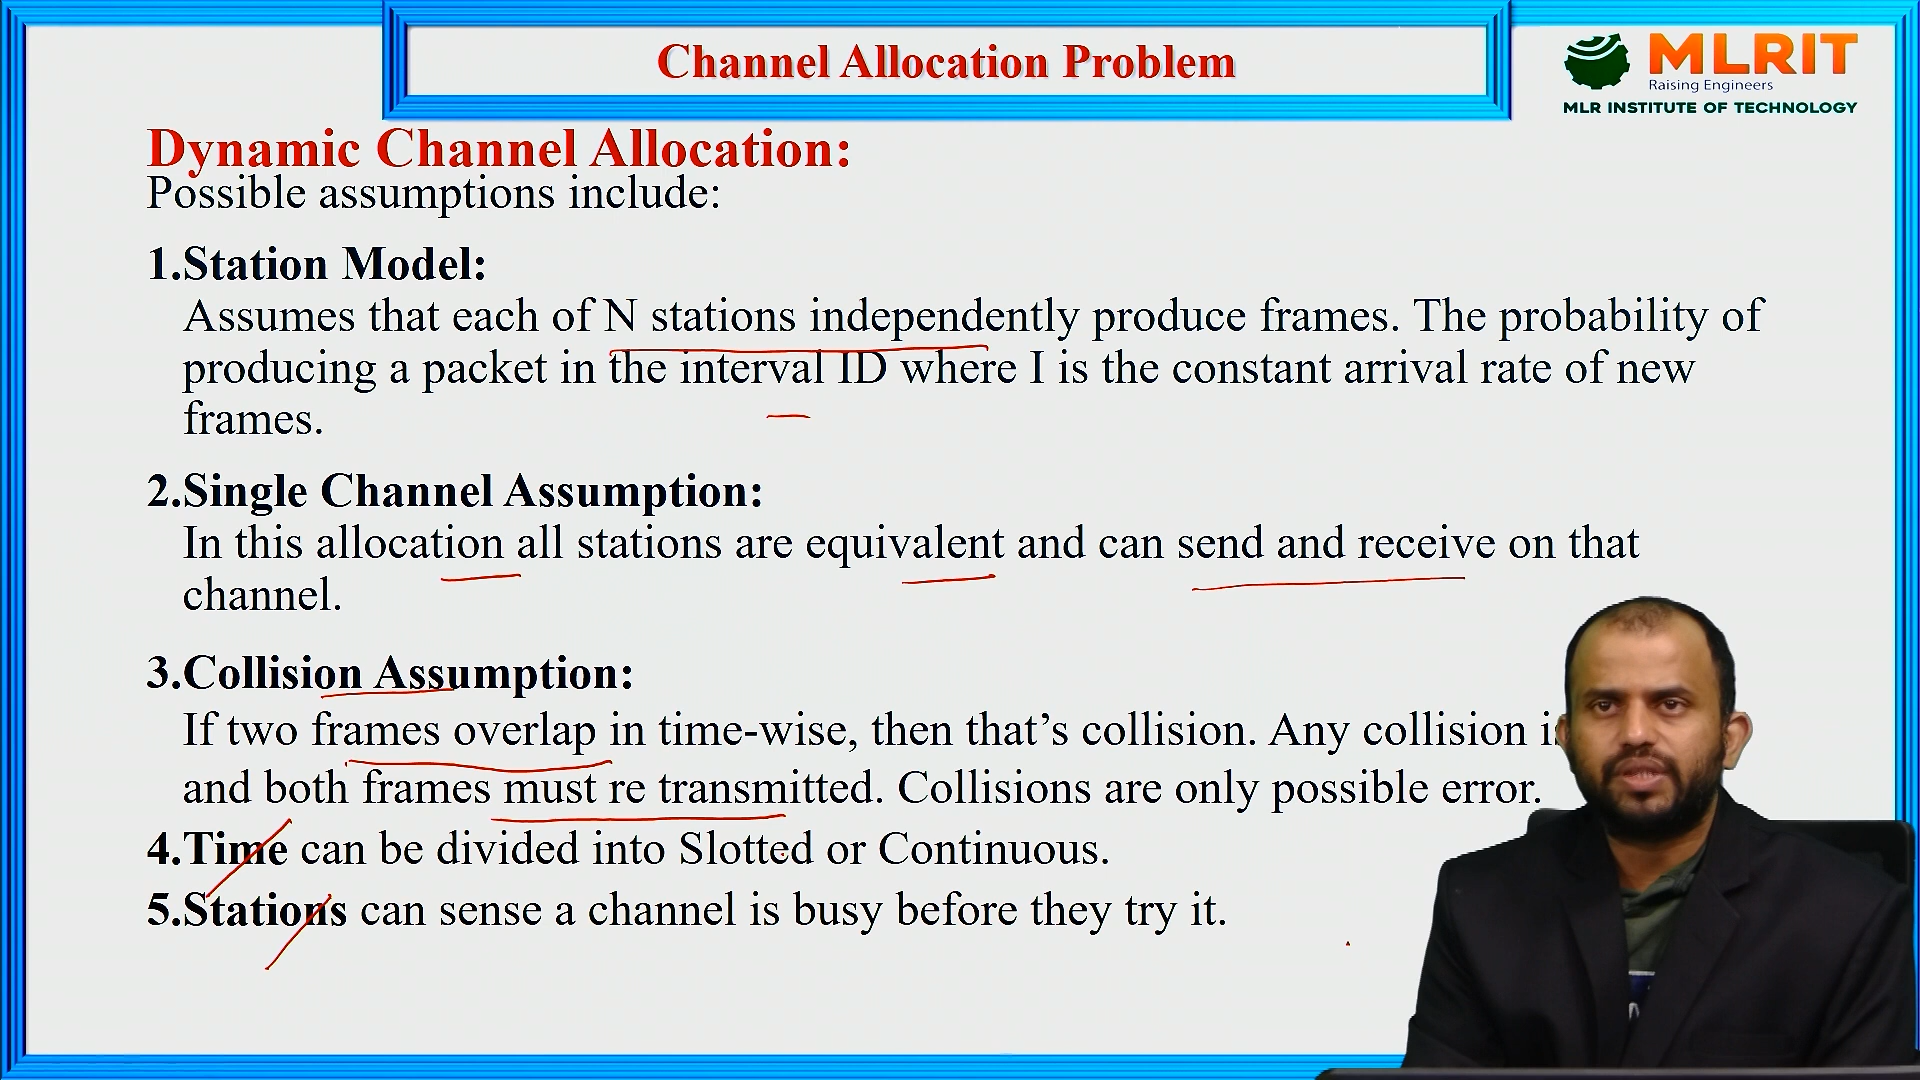 Channel Allocation Problem
MLRIT
Raising Engineers
MLR INSTITUTE OF TECHNOLOGY
Dynamic Channel Allocation:
Possible assumptions include:
1.Station Model:
Assumes that each of N stations independently produce frames. The probability of
producing a packet in the interval ID where I is the constant arrival rate of new
frames.
2.Single Channel Assumption:
In this allocation all stations are equivalent and can send and receive on that
channel.
3.Collision Assumption:
If two frames overlap in time-wise, then that’s collision. Any collision
and both frames must re transmitted. Collisions are only possible error.
4.Time can be divided into Slotted or Continuous.
5.Stations can sense a channel is busy before they try it.